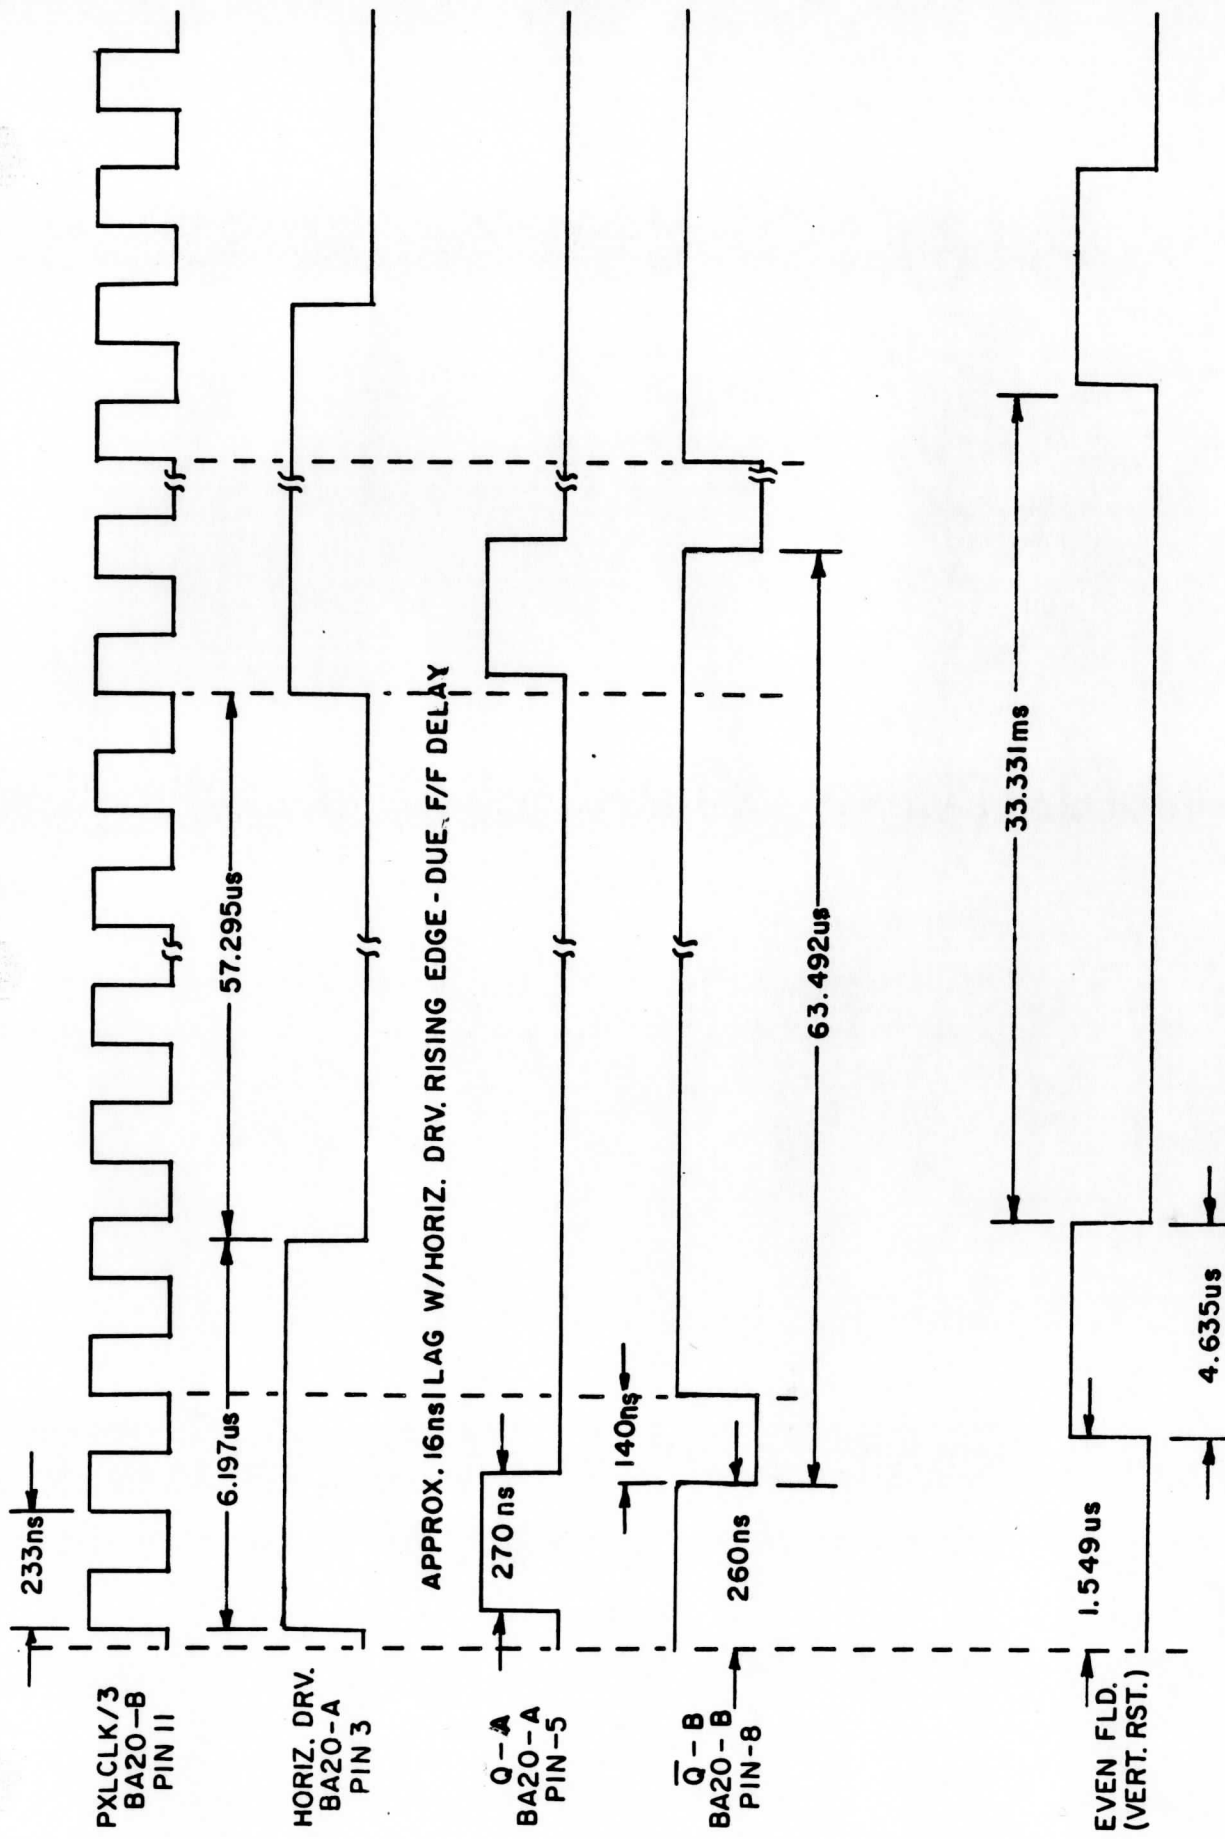 233ns
PXLCLK/3
BA20-B
PIN 11
6.197us
57.295us
HORIZ. DRV.
BA20-A
PIN 3
APPROX. 16ns LAG W/HORIZ. DRV. RISING EDGE - DUE F/F DELAY
270 ns
Q-A
BA20-A
PIN-5
140ns
Q̅-B
BA20-B
PIN-8
260ns
63.492us
33.331ms
1.549us
EVEN FLD.
(VERT. RST.)
4.635us